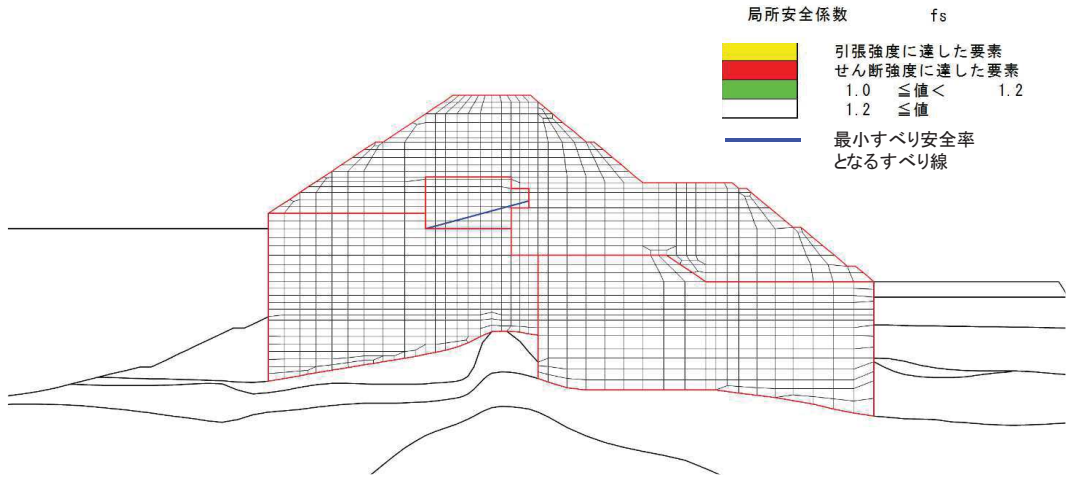 局所安全係数 fs
引張強度に達した要素
せん断強度に達した要素
1.0 ≦値< 1.2
1.2 ≦値
最小すべり安全率
となるすべり線